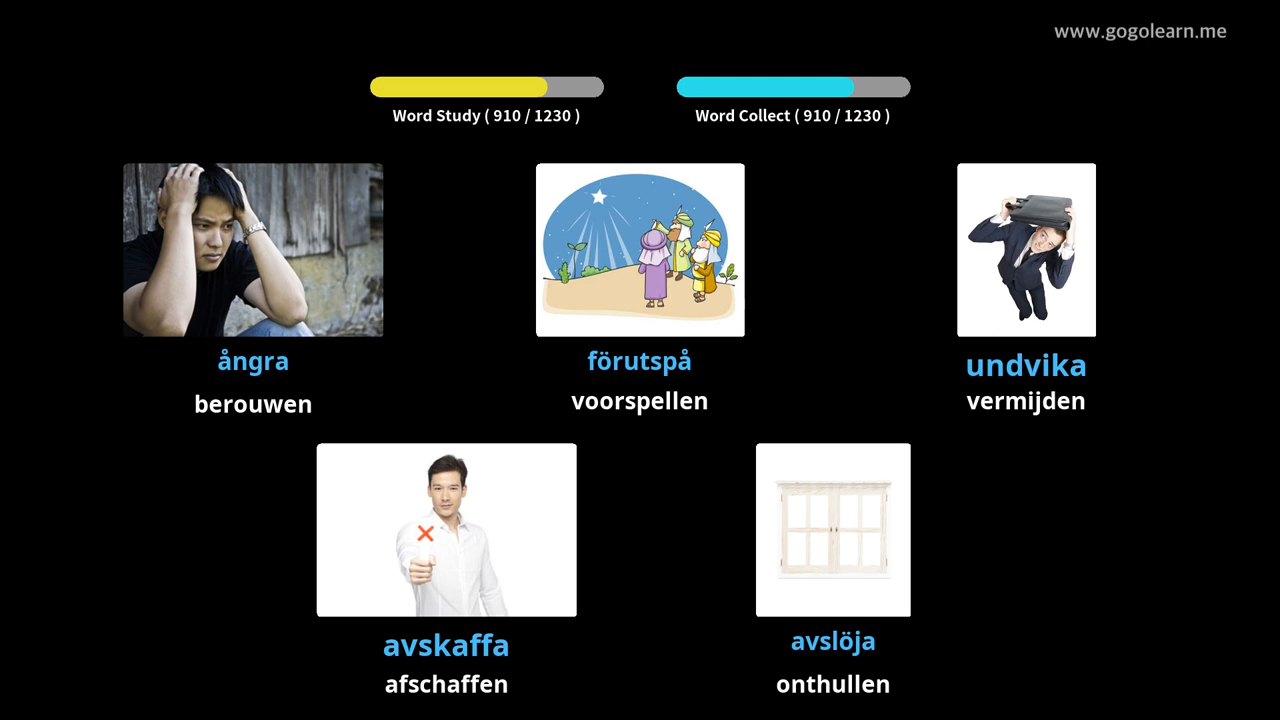 www.gogolearn.me
Word Study ( 910 / 1230 )
Word Collect ( 910 / 1230 )
ångra
berouwen
förutspå
voorspellen
undvika
vermijden
avskaffa
afschaffen
avslöja
onthullen